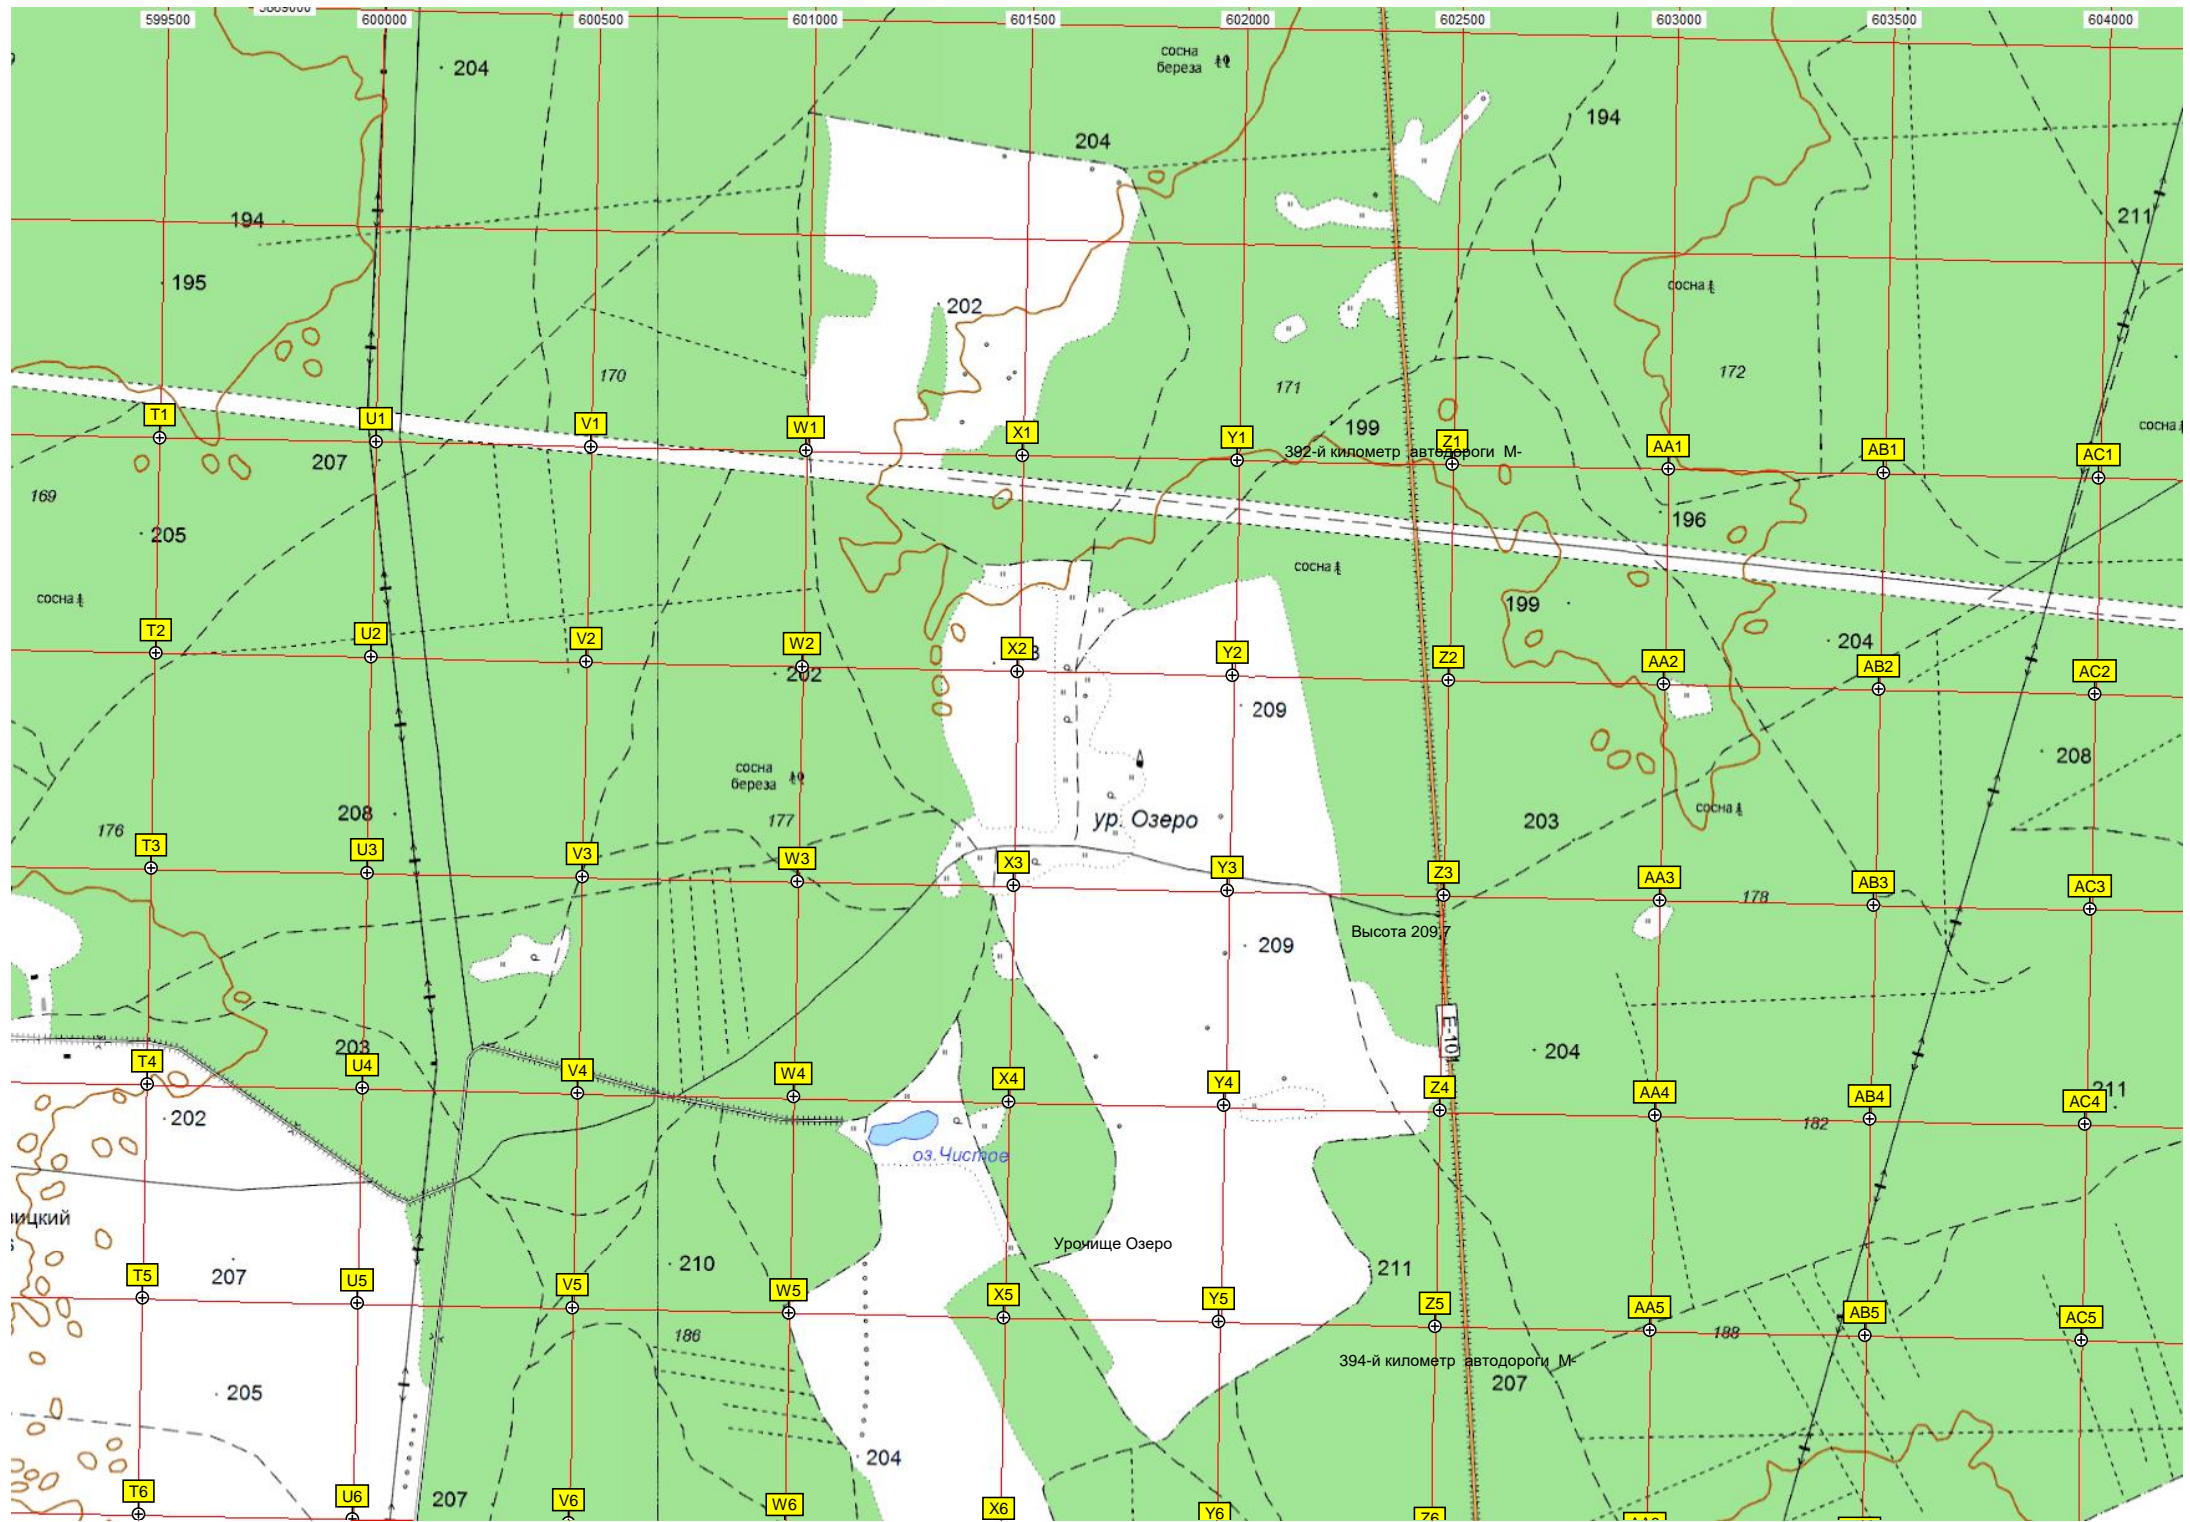 599500 600000 600500 601000 601500 602000 602500 603000 603500 604000
204
сосна
береза
204
194
194
211
195
202
сосна
170
171
172
T1 U1 V1 W1 X1 Y1 Z1 AA1 AB1 AC1
199
392-й километр автодороги М-
сосна
207
169
205
196
сосна
сосна
199
T2 U2 V2 W2 X2 Y2 Z2 AA2 AB2 AC2
204
202
209
208
сосна
береза
сосна
208
176
177
ур. Озеро
203
T3 U3 V3 W3 X3 Y3 Z3 AA3 AB3 AC3
178
Высота 209,7
209
E-101
203
204
T4 U4 V4 W4 X4 Y4 Z4 AA4 AB4 AC4
211
202
182
оз.Чистое
вицкий
Урочище Озеро
207
210
211
T5 U5 V5 W5 X5 Y5 Z5 AA5 AB5 AC5
186
188
394-й километр автодороги М-
207
205
204
207
T6 U6 V6 W6 X6 Y6 Z6